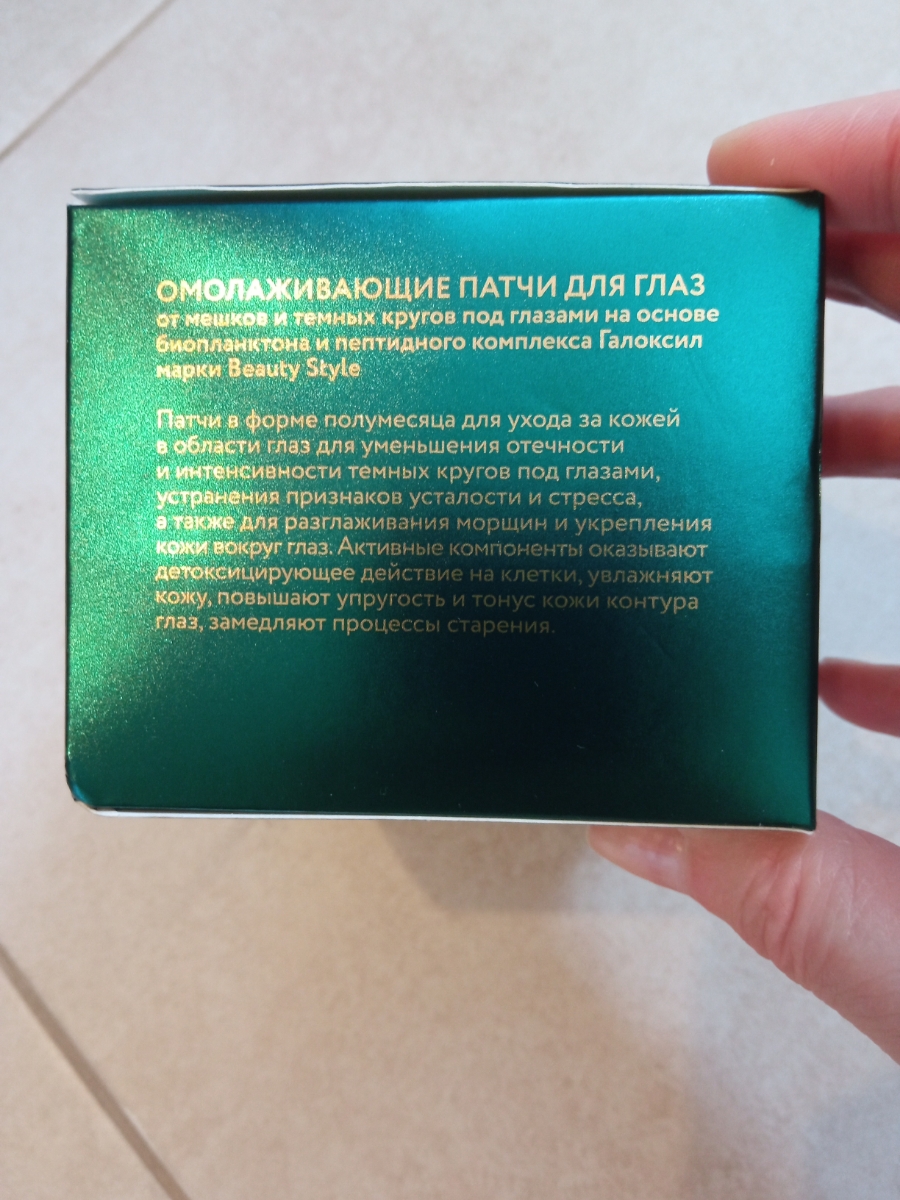 ОМОЛАЖИВАЮЩИЕ ПАТЧИ ДЛЯ ГЛАЗ
от мешков и темных кругов под глазами на основе
биопланктона и пептидного комплекса Галоксил
марки Beauty Style
Патчи в форме полумесяца для ухода за кожей
в области глаз для уменьшения отечности
и интенсивности темных кругов под глазами,
устранения признаков усталости и стресса,
а также для разглаживания морщин и укрепления
кожи вокруг глаз. Активные компоненты оказывают
детоксицирующее действие на клетки, увлажняют
кожу, повышают упругость и тонус кожи контура
глаз, замедляют процессы старения.